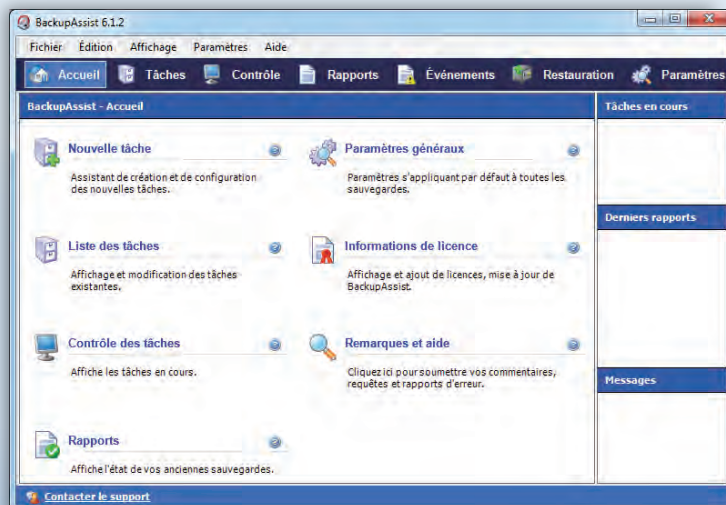 BackupAssist 6.1.2
Fichier Édition Affichage Paramètres Aide
Accueil Tâches Contrôle Rapports Événements Restauration Paramètres
BackupAssist - Accueil
Tâches en cours
Nouvelle tâche
Assistant de création et de configuration
des nouvelles tâches.
Paramètres généraux
Paramètres s'appliquant par défaut à toutes les
sauvegardes.
Derniers rapports
Liste des tâches
Affichage et modification des tâches
existantes.
Informations de licence
Affichage et ajout de licences, mise à jour de
BackupAssist.
Contrôle des tâches
Affiche les tâches en cours.
Remarques et aide
Cliquez ici pour soumettre vos commentaires,
requêtes et rapports d'erreur.
Messages
Rapports
Affiche l'état de vos anciennes sauvegardes.
Contacter le support